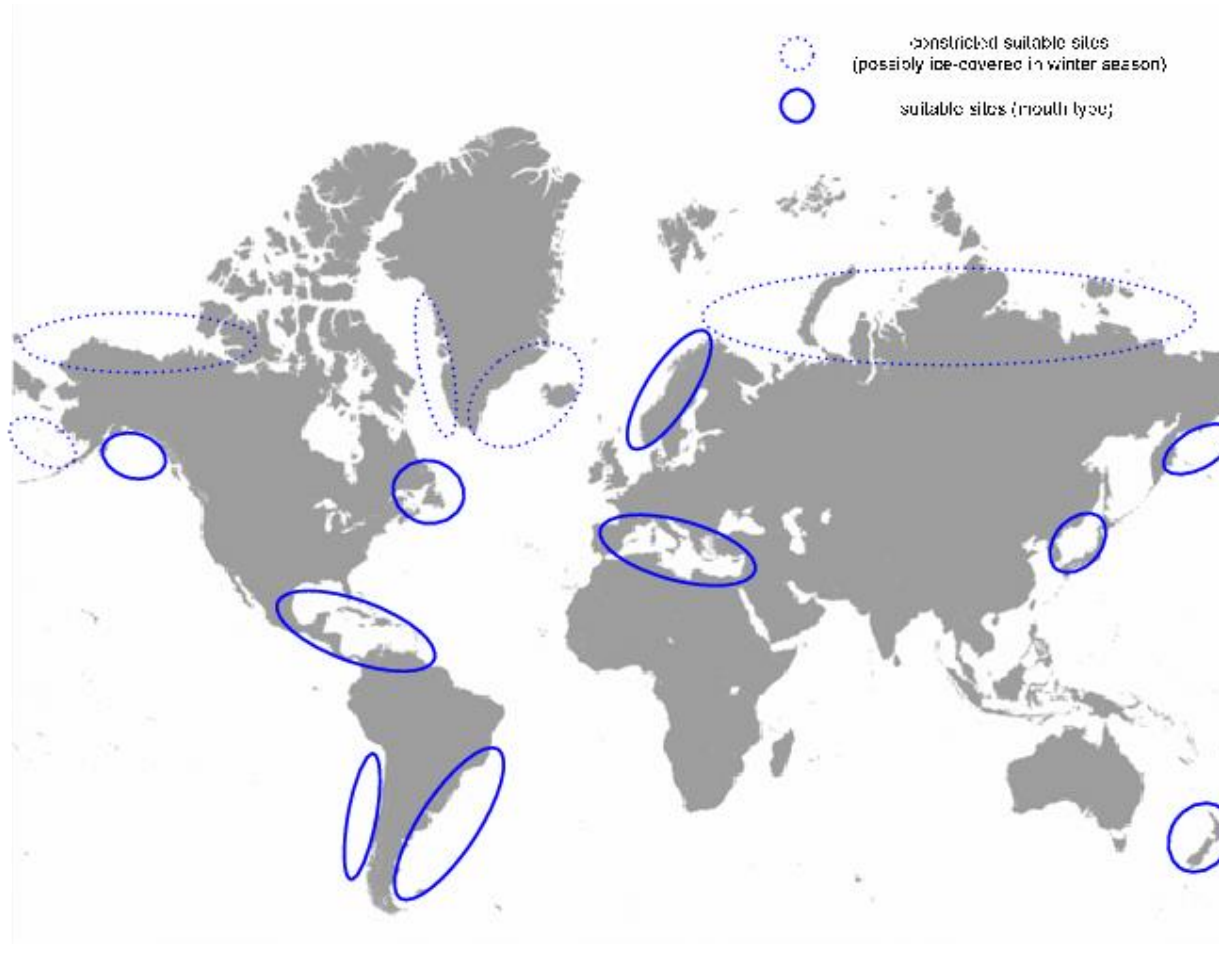 constricted suitable sites
(possibly ice-covered in winter season)
suitable sites (mouth type)